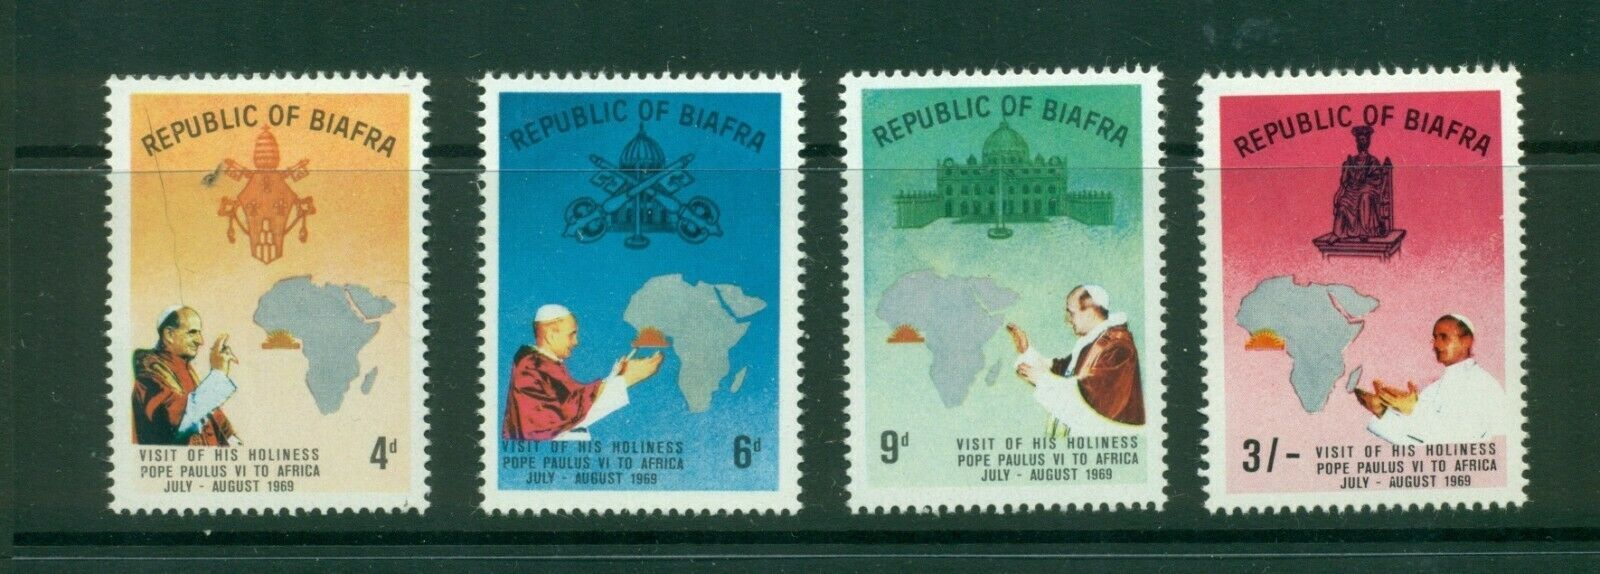 REPUBLIC OF BIAFRA
VISIT OF HIS HOLINESS
POPE PAULUS VI TO AFRICA
JULY - AUGUST 1969
4d
REPUBLIC OF BIAFRA
VISIT OF HIS HOLINESS
POPE PAULUS VI TO AFRICA
JULY - AUGUST 1969
6d
REPUBLIC OF BIAFRA
9d
VISIT OF HIS HOLINESS
POPE PAULUS VI TO AFRICA
JULY - AUGUST 1969
REPUBLIC OF BIAFRA
3/-
VISIT OF HIS HOLINESS
POPE PAULUS VI TO AFRICA
JULY - AUGUST 1969